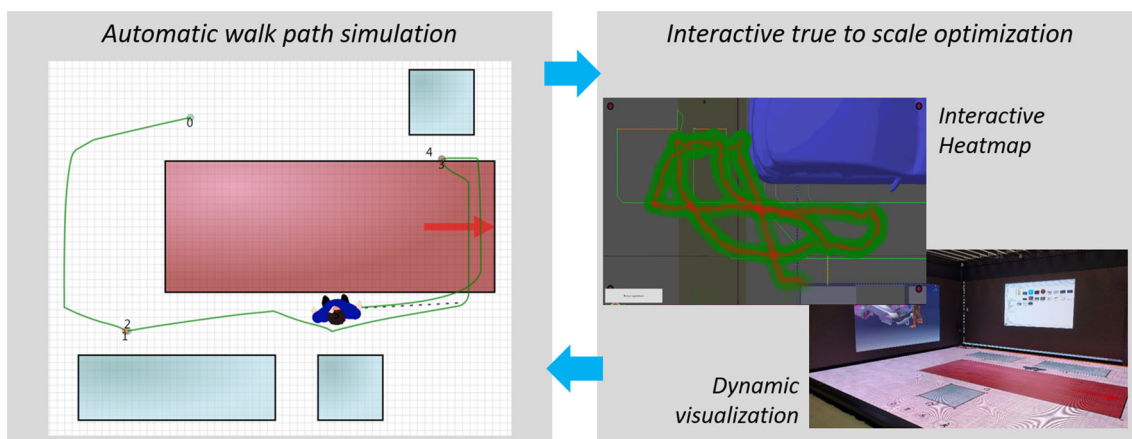 Automatic walk path simulation
0
4
3
2
1
Interactive true to scale optimization
Interactive
Heatmap
Dynamic
visualization